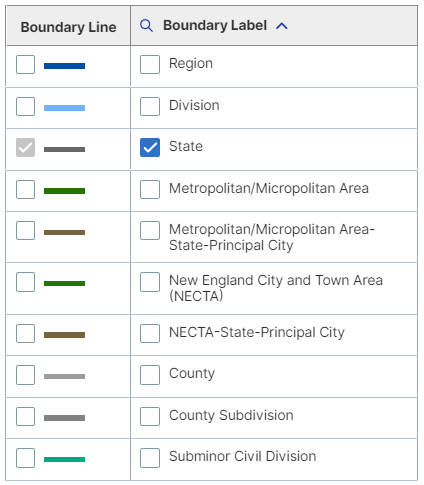 Boundary Line
Boundary Label
Region
Division
State
Metropolitan/Micropolitan Area
Metropolitan/Micropolitan Area-
State-Principal City
New England City and Town Area
(NECTA)
NECTA-State-Principal City
County
County Subdivision
Subminor Civil Division